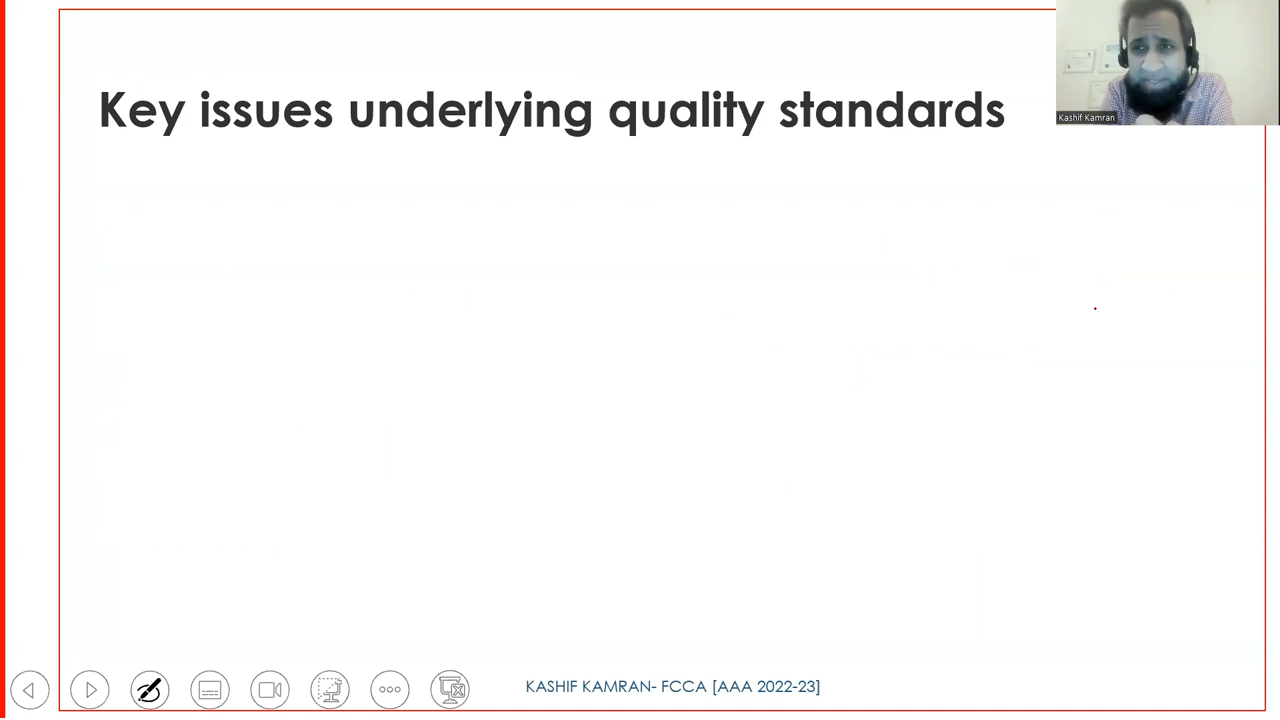 Key issues underlying quality standards
Kashif Kamran
KASHIF KAMRAN- FCCA [AAA 2022-23]